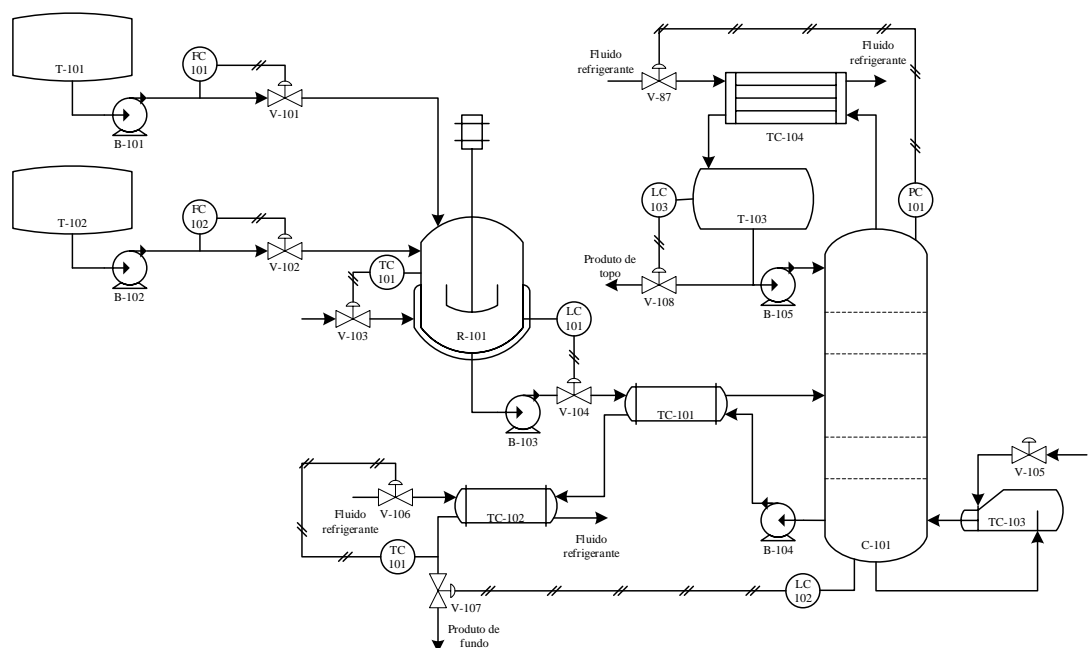 T-101
FC
101
V-101
B-101
T-102
FC
102
V-102
B-102
TC
101
V-103
R-101
LC
101
V-104
B-103
Fluido
refrigerante
V-87
Fluido
refrigerante
TC-104
LC
103
T-103
PC
101
Produto de
topo
V-108
B-105
TC-101
V-105
TC-103
B-104
C-101
Fluido
refrigerante
V-106
TC-102
Fluido
refrigerante
TC
101
V-107
LC
102
Produto de
fundo